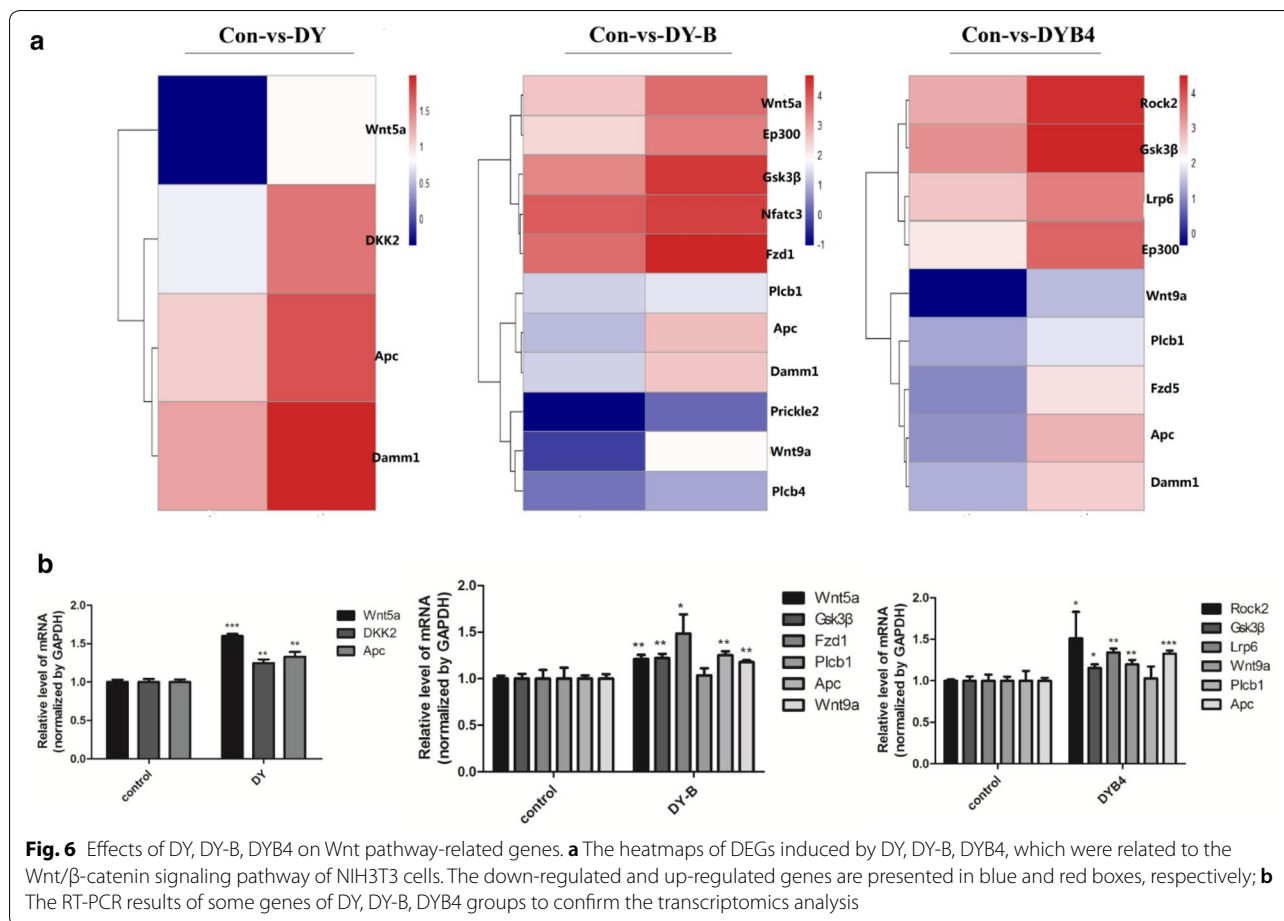 a
Con-vs-DY
Con-vs-DY-B
Con-vs-DYB4
1.5
1
0.5
0
Wnt5a
DKK2
Apc
Damm1
4
3
2
1
0
-1
Wnt5a
Ep300
Gsk3β
Nfatc3
Fzd1
Plcb1
Apc
Damm1
Prickle2
Wnt9a
Plcb4
4
3
2
1
0
Rock2
Gsk3β
Lrp6
Ep300
Wnt9a
Plcb1
Fzd5
Apc
Damm1
b
Relative level of mRNA
(normalized by GAPDH)
2.0
1.5
1.0
0.5
0.0
***
**
**
control
DY
Wnt5a
DKK2
Apc
Relative level of mRNA
(normalized by GAPDH)
2.0
1.5
1.0
0.5
0.0
**
**
*
**
**
control
DY-B
Wnt5a
Gsk3β
Fzd1
Plcb1
Apc
Wnt9a
Relative level of mRNA
(normalized by GAPDH)
2.0
1.5
1.0
0.5
0.0
*
*
**
**
***
control
DYB4
Rock2
Gsk3β
Lrp6
Wnt9a
Plcb1
Apc
Fig. 6 Effects of DY, DY-B, DYB4 on Wnt pathway-related genes. a The heatmaps of DEGs induced by DY, DY-B, DYB4, which were related to the
Wnt/β-catenin signaling pathway of NIH3T3 cells. The down-regulated and up-regulated genes are presented in blue and red boxes, respectively; b
The RT-PCR results of some genes of DY, DY-B, DYB4 groups to confirm the transcriptomics analysis